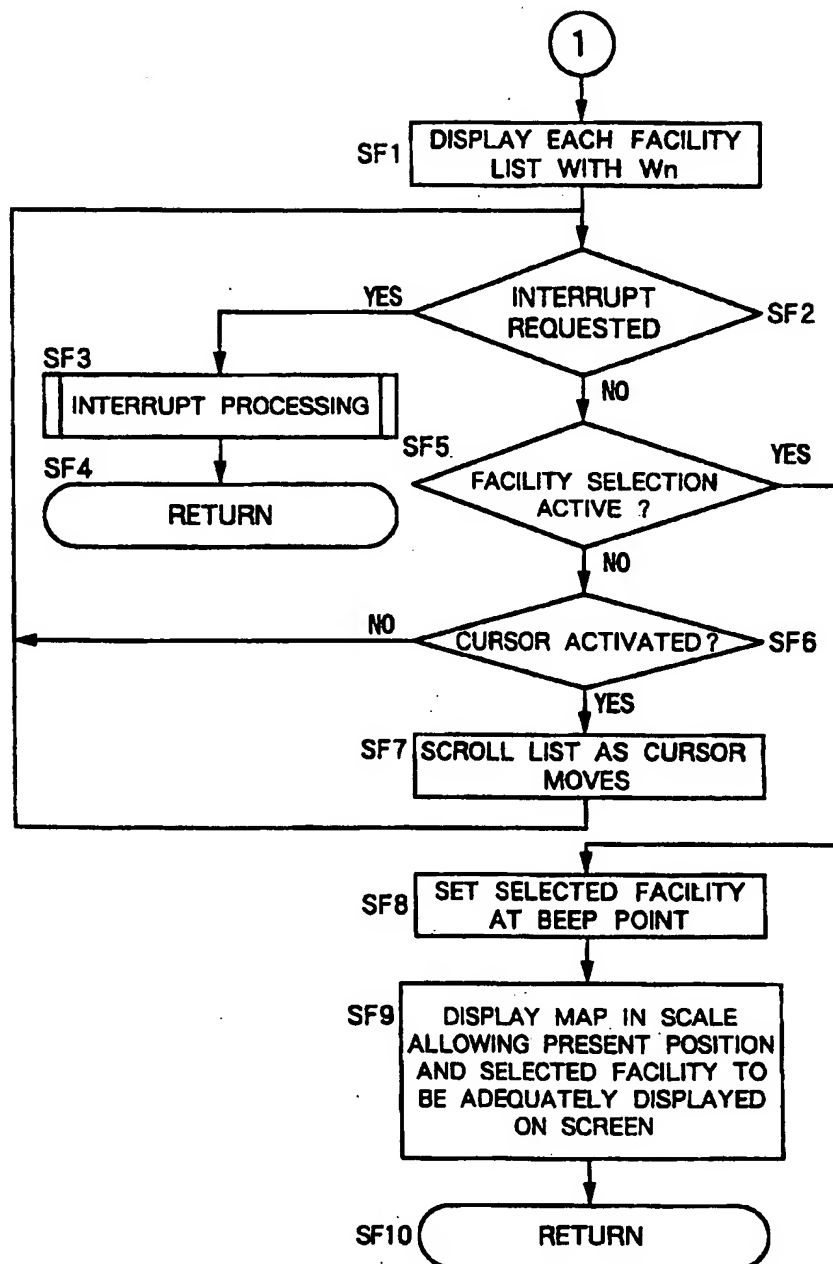 1
SF1
DISPLAY EACH FACILITY
LIST WITH Wn
YES
INTERRUPT
REQUESTED
SF2
NO
SF3
INTERRUPT PROCESSING
SF4
RETURN
SF5
FACILITY SELECTION
ACTIVE ?
YES
NO
NO
CURSOR ACTIVATED ?
SF6
YES
SF7
SCROLL LIST AS CURSOR
MOVES
SF8
SET SELECTED FACILITY
AT BEEP POINT
SF9
DISPLAY MAP IN SCALE
ALLOWING PRESENT POSITION
AND SELECTED FACILITY TO
BE ADEQUATELY DISPLAYED
ON SCREEN
SF10
RETURN